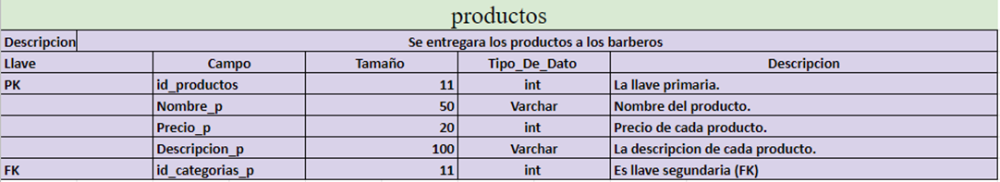 productos
Descripcion Se entregara los productos a los barberos
Llave Campo Tamaño Tipo_De_Dato Descripcion
PK id_productos 11 int La llave primaria.
Nombre_p 50 Varchar Nombre del producto.
Precio_p 20 int Precio de cada producto.
Descripcion_p 100 Varchar La descripcion de cada producto.
FK id_categorias_p 11 int Es llave segundaria (FK)